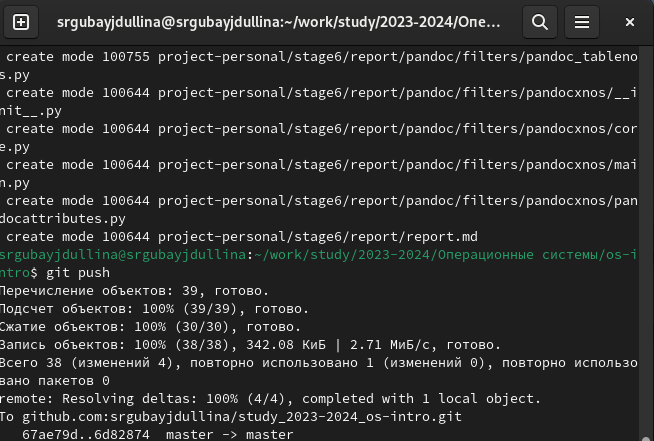 srgubayjdullina@srgubayjdullina:~/work/study/2023-2024/Опе...
create mode 100755 project-personal/stage6/report/pandoc/filters/pandoc_tableno
s.py
create mode 100644 project-personal/stage6/report/pandoc/filters/pandocxnos/__i
nit__.py
create mode 100644 project-personal/stage6/report/pandoc/filters/pandocxnos/cor
e.py
create mode 100644 project-personal/stage6/report/pandoc/filters/pandocxnos/mai
n.py
create mode 100644 project-personal/stage6/report/pandoc/filters/pandocxnos/pan
docattributes.py
create mode 100644 project-personal/stage6/report/report/report.md
srgubayjdullina@srgubayjdullina:~/work/study/2023-2024/Операционные системы/os-i
ntro$ git push
Перечисление объектов: 39, готово.
Подсчет объектов: 100% (39/39), готово.
Сжатие объектов: 100% (30/30), готово.
Запись объектов: 100% (38/38), 342.08 КиБ | 2.71 МиБ/с, готово.
Всего 38 (изменений 4), повторно использовано 1 (изменений 0), повторно использо
вано пакетов 0
remote: Resolving deltas: 100% (4/4), completed with 1 local object.
To github.com:srgubayjdullina/study_2023-2024_os-intro.git
67ae79d..6d82874  master -> master